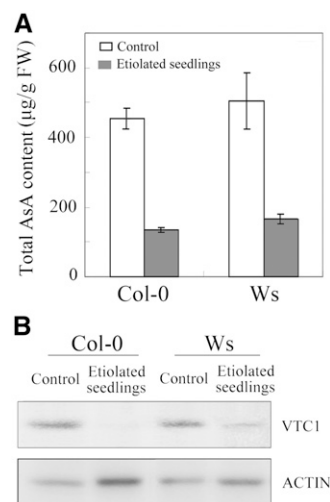 A
Total AsA content (µg/g FW)
600
400
200
0
Control
Etiolated seedlings
Col-0 Ws
B
Col-0 Ws
Control Etiolated seedlings Control Etiolated seedlings
VTC1
ACTIN